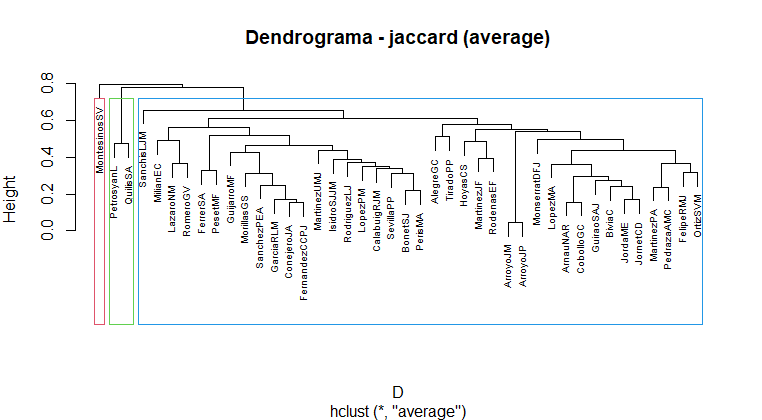 Dendrograma - jaccard (average)
Height
0.8
0.6
0.4
0.2
0.0
MontesinosSV
PetrosyanL
QuilisSA
SanchisLJM
MilianEC
LazaroNM
RomeroGV
FerrerSA
PesetMF
GuijarroMF
MorillasGS
SanchezPEA
GarciaRLM
ConejeroJA
FernandezCCPJ
MartinezUMJ
IsidroSJJM
RodriguezLJ
LopezPM
CalabuigRJM
SevillaPP
BonetSJ
PerisMA
AlegreGC
TiradoPP
HoyasCS
MartinezJF
RodenasEF
ArroyoJM
ArroyoJP
MonserratDFJ
LopezMA
ArnauNAR
CobolloGC
GuiraoSAJ
BiviaC
JordaME
JornetCD
MartinezPA
PedrazaAMC
FelipeRMJ
OrtizSVM
D
hclust (*, "average")